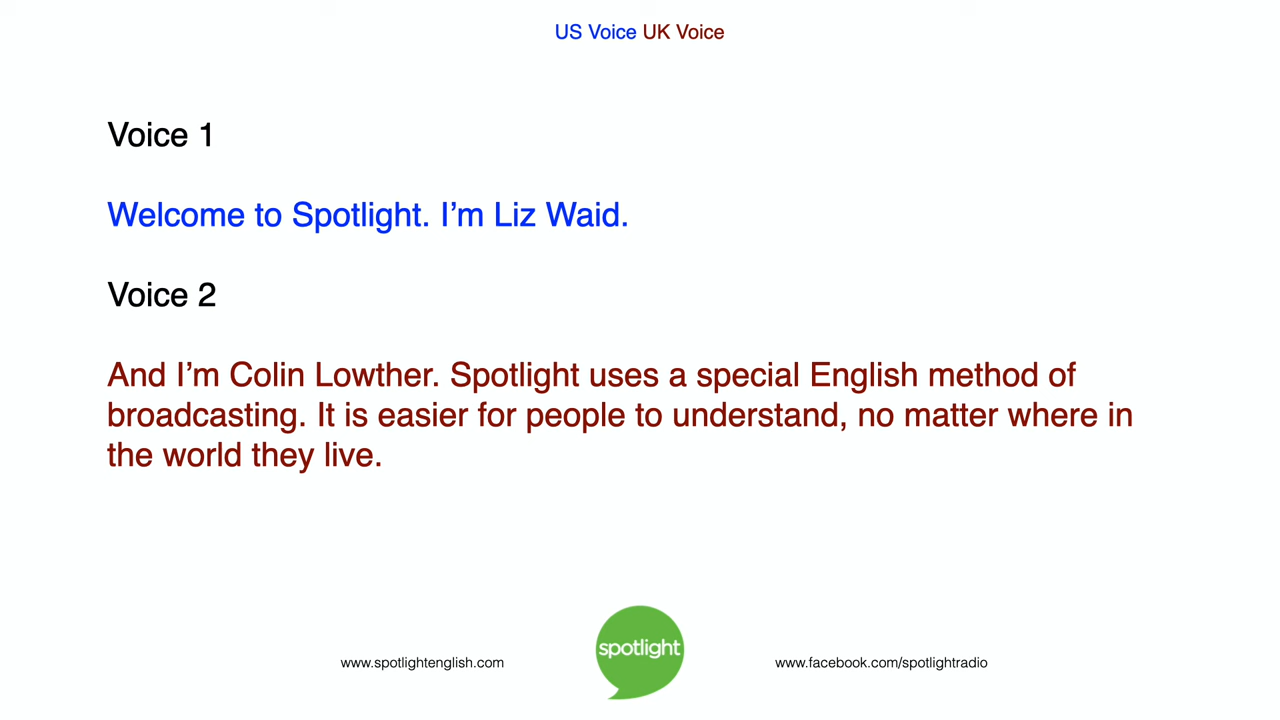 US Voice UK Voice
Voice 1
Welcome to Spotlight. I’m Liz Waid.
Voice 2
And I’m Colin Lowther. Spotlight uses a special English method of
broadcasting. It is easier for people to understand, no matter where in
the world they live.
www.spotlightenglish.com
spotlight
www.facebook.com/spotlightradio